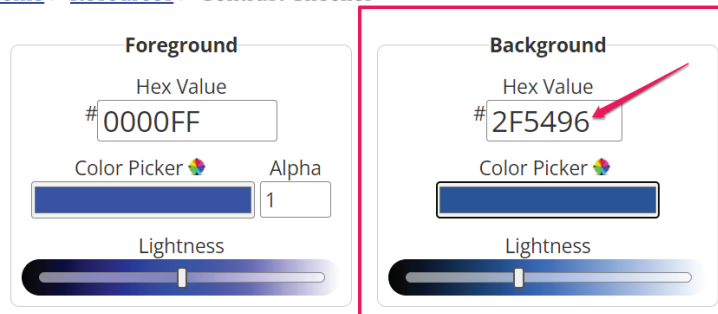 Foreground
Hex Value
#0000FF
Color Picker
Alpha
1
Lightness
Background
Hex Value
#2F5496
Color Picker
Lightness